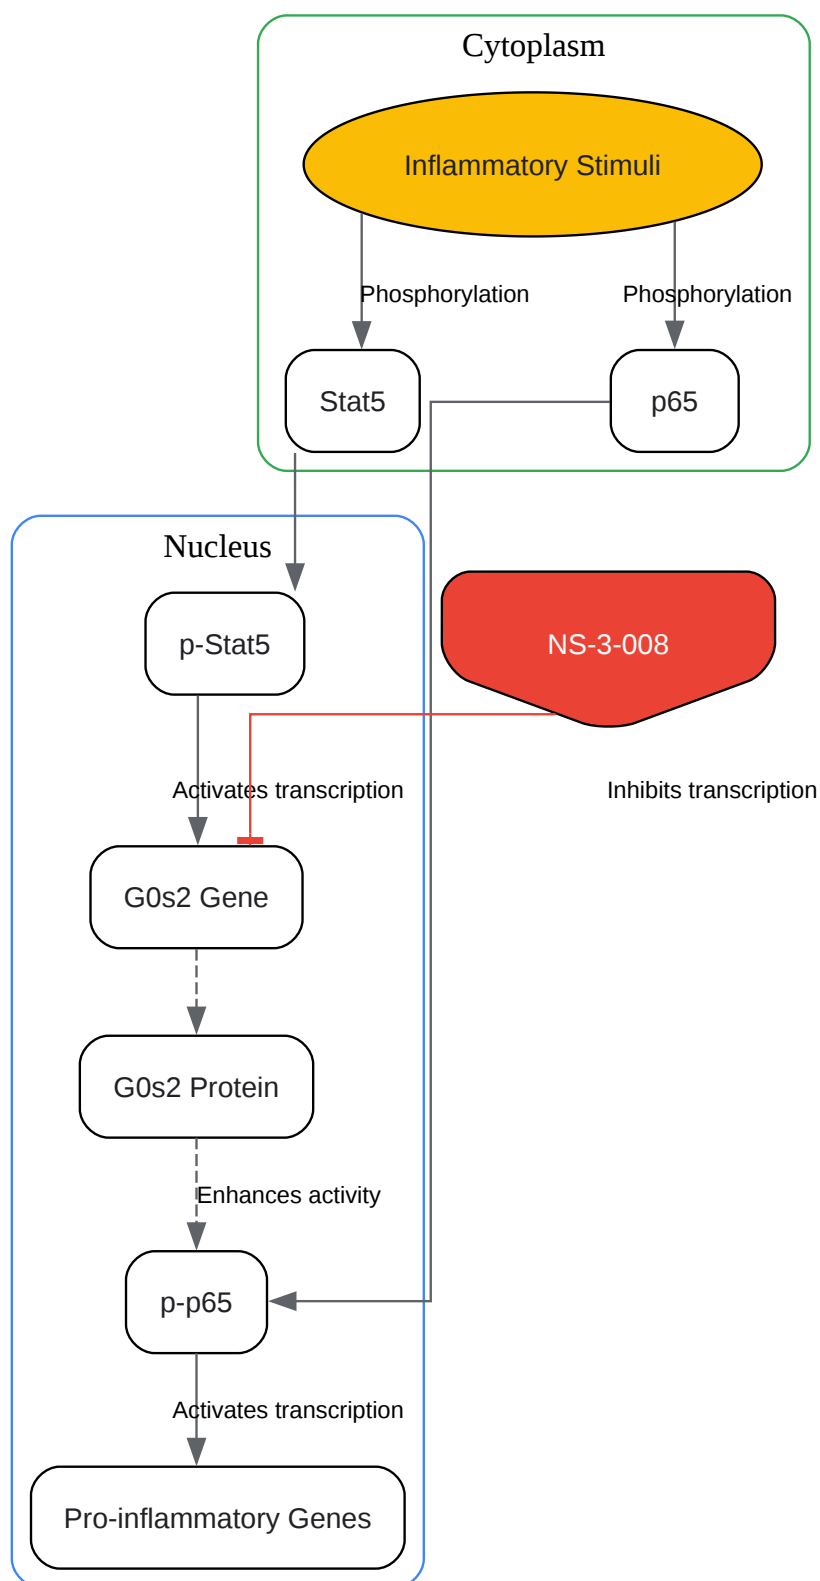 Cytoplasm
Inflammatory Stimuli
Phosphorylation
Phosphorylation
Stat5
p65
Nucleus
p-Stat5
NS-3-008
Activates transcription
Inhibits transcription
G0s2 Gene
G0s2 Protein
Enhances activity
p-p65
Activates transcription
Pro-inflammatory Genes